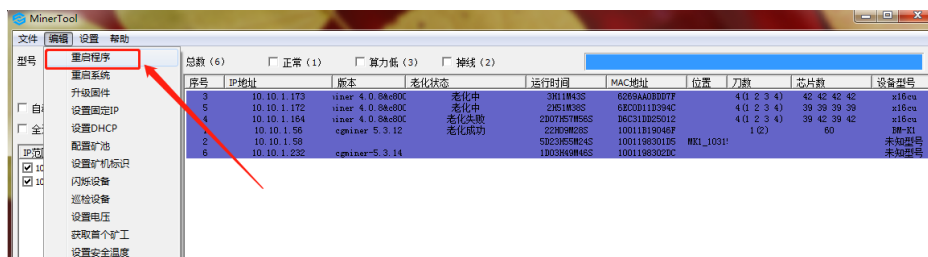 MinerTool
文件 编辑 设置 帮助
型号
重启程序
重启系统
升级固件
设置固定IP
设置DHCP
配置矿池
设置矿机标识
闪烁设备
巡检设备
设置电压
获取首个矿工
设置安全温度
总数 (6) 正常 (1) 算力低 (3) 掉线 (2)
序号 IP地址 版本 老化状态 运行时间 MAC地址 位置 刀数 芯片数 设备型号
3 10.10.1.173 老化中 3H11M43S 6269AA0BDD7F 4(1 2 3 4) 42 42 42 42 x16cu
5 10.10.1.172 老化中 2H51M38S 6EC0D11D394C 4(1 2 3 4) 39 39 39 39 x16cu
4 10.10.1.164 老化失败 2D07H57M56S D6C31DD25012 4(1 2 3 4) 39 42 39 42 x16cu
10.10.1.56 cgminer 5.3.12 老化成功 22H09M28S 10011B19046F 1(2) 60 DM-K1
2 10.10.1.58 5D23H55M24S 1001198301D5 未知型号
6 10.10.1.232 cgminer-5.3.14 1D03H49M46S 1001198302DC 未知型号